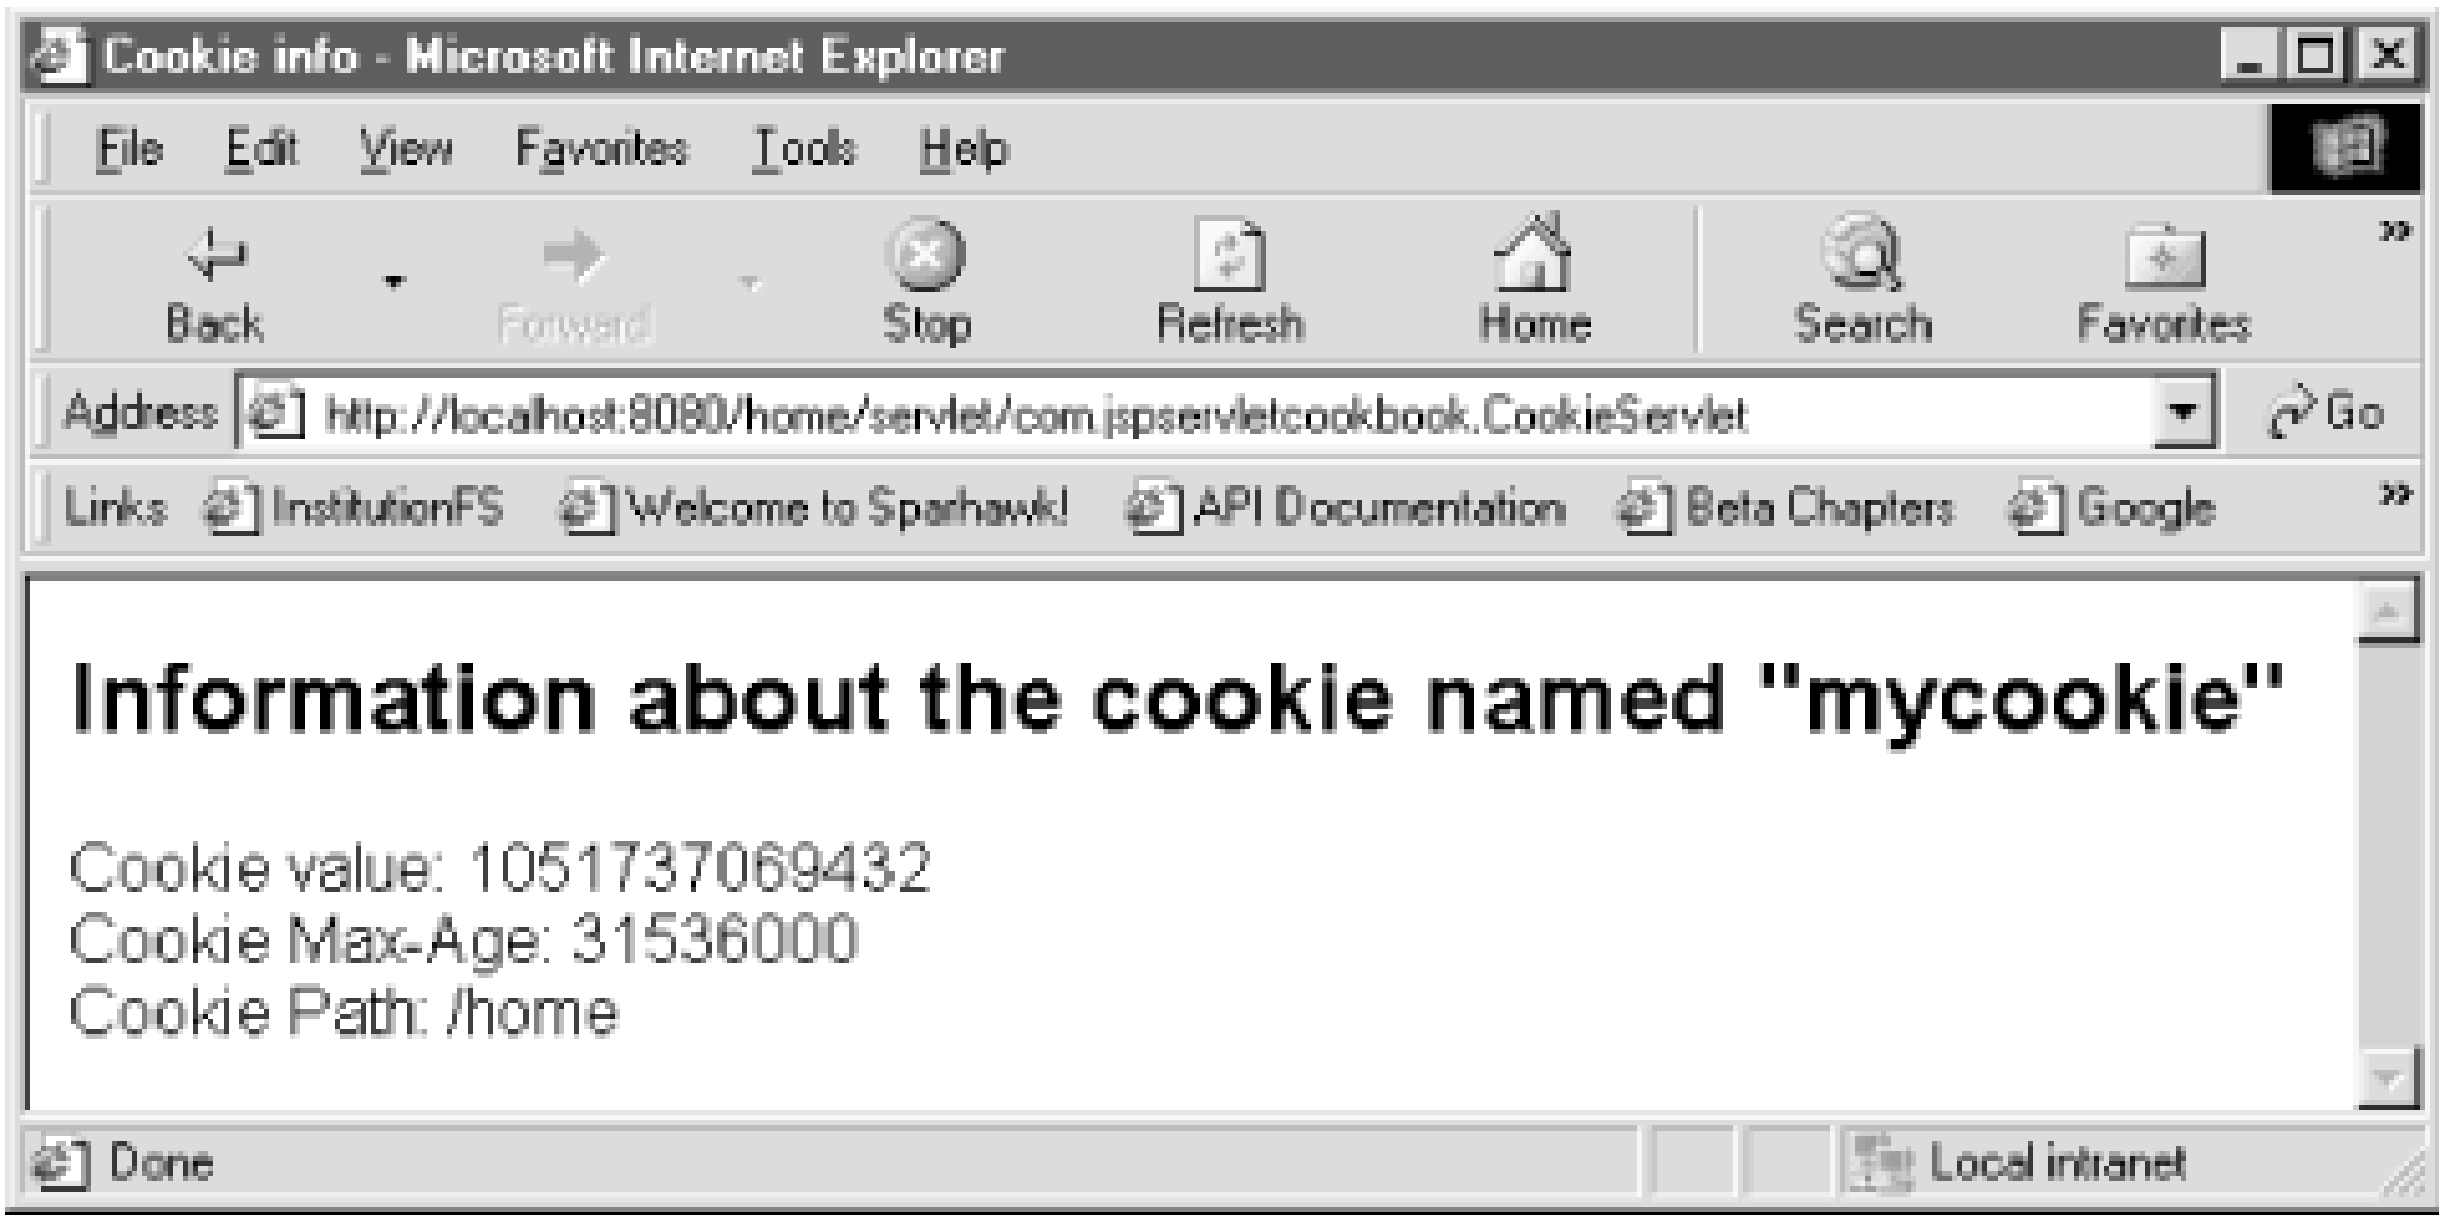 Cookie info - Microsoft Internet Explorer
File Edit View Favorites Tools Help
»
Back Forward Stop Refresh Home Search Favorites
Address http://localhost:8080/home/servlet/com.jspservletcookbook.CookieServlet Go
Links InstitutionFS Welcome to Sparhawk! API Documentation Beta Chapters Google »
Information about the cookie named "mycookie"
Cookie value: 1051737069432
Cookie Max-Age: 31536000
Cookie Path: /home
Done Local intranet